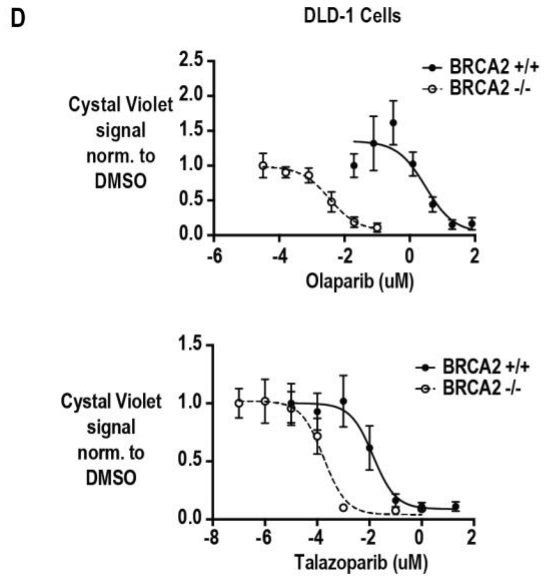 D
DLD-1 Cells
Cystal Violet
signal
norm. to
DMSO
2.5
2.0
1.5
1.0
0.5
0.0
-6 -4 -2 0 2
Olaparib (uM)
BRCA2 +/+
BRCA2 -/-
Cystal Violet
signal
norm. to
DMSO
1.5
1.0
0.5
0.0
-8 -6 -4 -2 0 2
Talazoparib (uM)
BRCA2 +/+
BRCA2 -/-